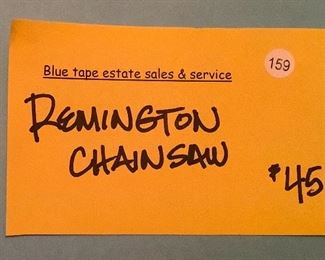 159
Blue tape estate sales & service
REMINGTON
CHAINSAW
$45